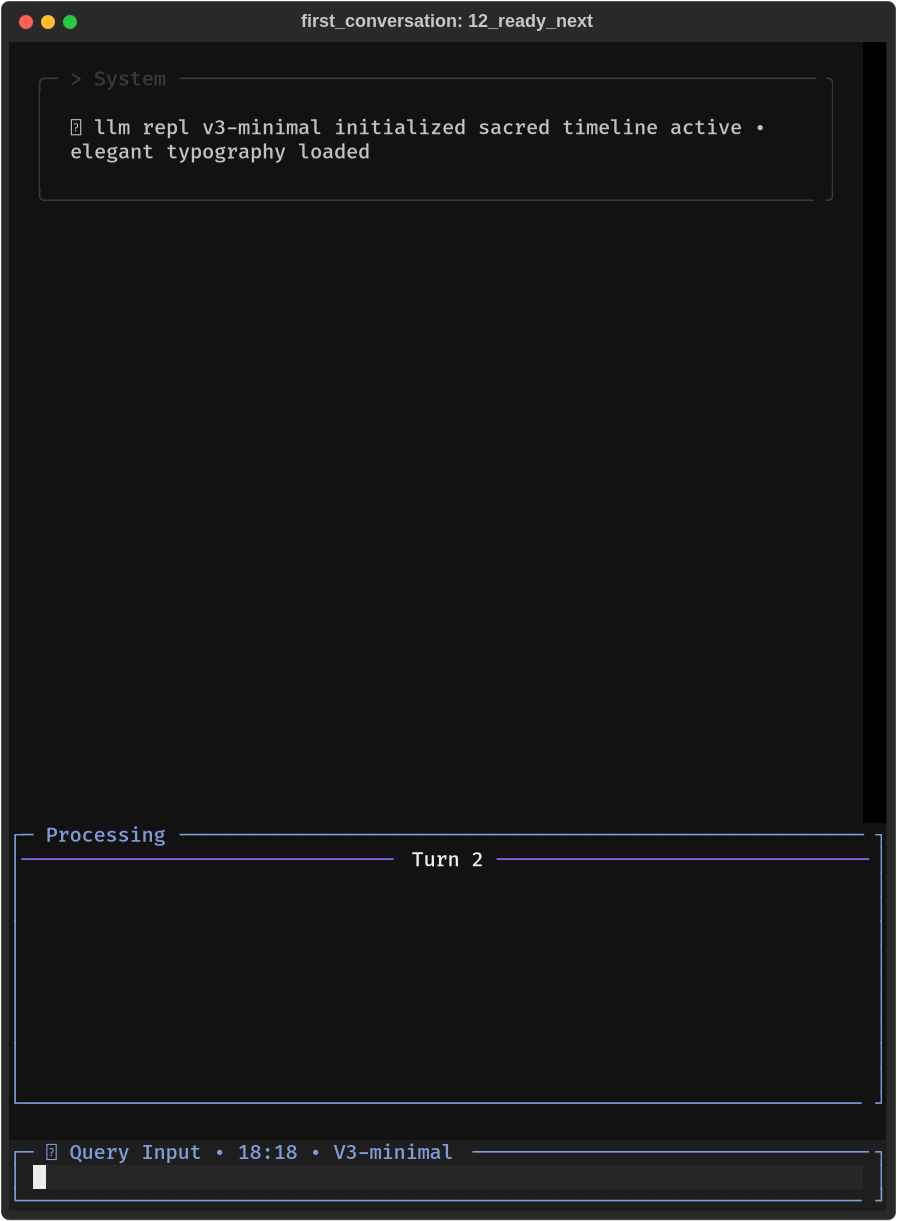 first_conversation: 12_ready_next
> System
llm repl v3-minimal initialized sacred timeline active •
elegant typography loaded
Processing
Turn 2
Query Input • 18:18 • V3-minimal